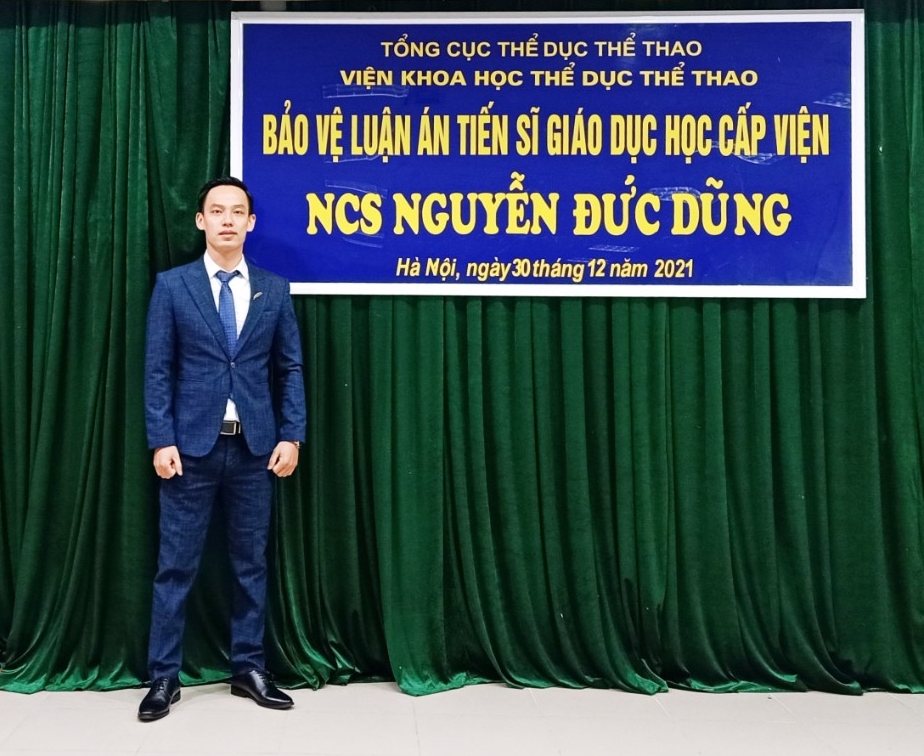 TỔNG CỤC THỂ DỤC THỂ THAO
VIỆN KHOA HỌC THỂ DỤC THỂ THAO
BẢO VỆ LUẬN ÁN TIẾN SĨ GIÁO DỤC HỌC CẤP VIỆN
NCS NGUYỄN ĐỨC DŨNG
Hà Nội, ngày 30 tháng 12 năm 2021